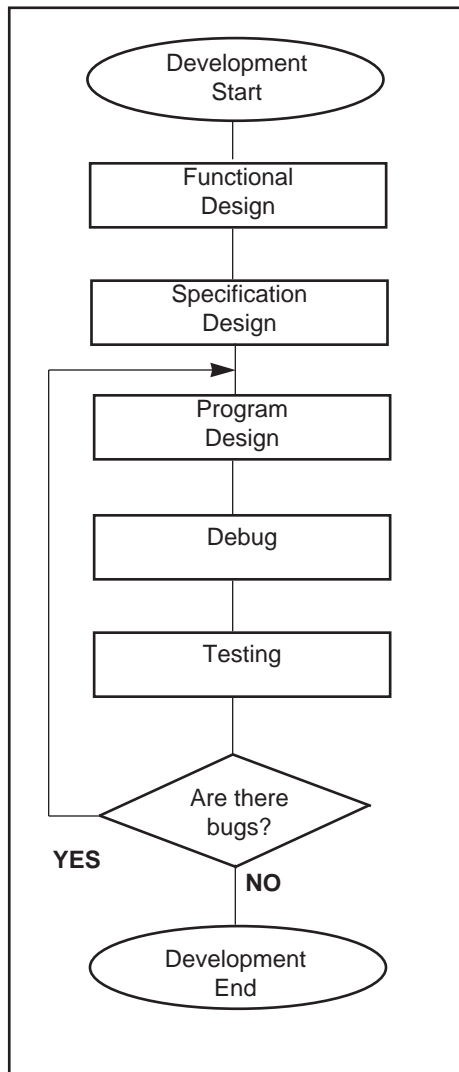 Development
Start
Functional
Design
Specification
Design
Program
Design
Debug
Testing
Are there
bugs?
YES
NO
Development
End